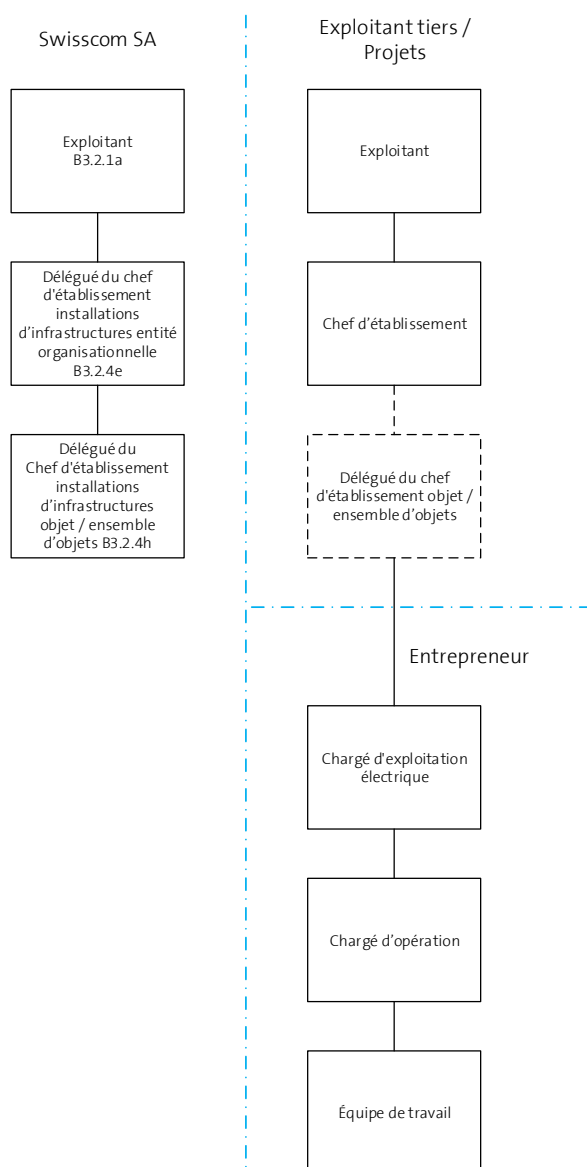 Swisscom SA
Exploitant
B3.2.1a
Délégué du chef
d'établissement
installations
d’infrastructures entité
organisationnelle
B3.2.4e
Délégué du
Chef d'établissement
installations
d’infrastructures
objet / ensemble
d’objets B3.2.4h
Exploitant tiers /
Projets
Exploitant
Chef d’établissement
Délégué du chef
d'établissement objet /
ensemble d’objets
Entrepreneur
Chargé d'exploitation
électrique
Chargé d’opération
Équipe de travail